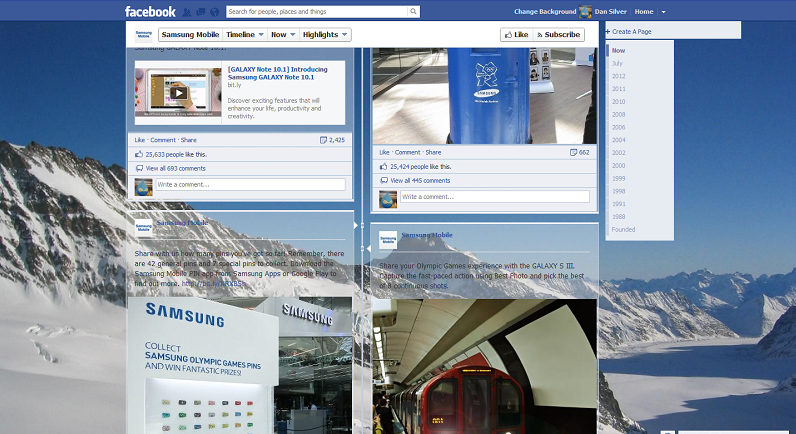 facebook
Search for people, places and things
Change Background
Dan Silver
Home
Samsung Mobile
Timeline
Now
Highlights
Like
Subscribe
Create A Page
Now
July
2012
2011
2010
2008
2006
2004
2002
2000
1999
1998
1991
1988
Founded
Samsung GALAXY Note 10.1!
[GALAXY Note 10.1] Introducing
Samsung GALAXY Note 10.1
bit.ly
Discover exciting features that will
enhance your life, productivity and
creativity.
Like · Comment · Share
2,425
25,633 people like this.
View all 693 comments
Write a comment...
SAMSUNG
Like · Comment · Share
662
25,424 people like this.
View all 445 comments
Write a comment...
Samsung Mobile
Samsung Mobile
Share with us how many pins you've got so far! Remember, there
are 42 general pins and 7 special pins to collect. Download the
Samsung Mobile PIN app from Samsung Apps or Google Play to
find out more.
SAMSUNG
SAMSUNG
COLLECT
SAMSUNG OLYMPIC GAMES PINS
AND WIN FANTASTIC PRIZES!
Samsung Mobile
Samsung Mobile
Share your Olympic Games experience with the GALAXY S III.
Capture the fast-paced action using Best Photo and pick the best
of 8 continuous shots.